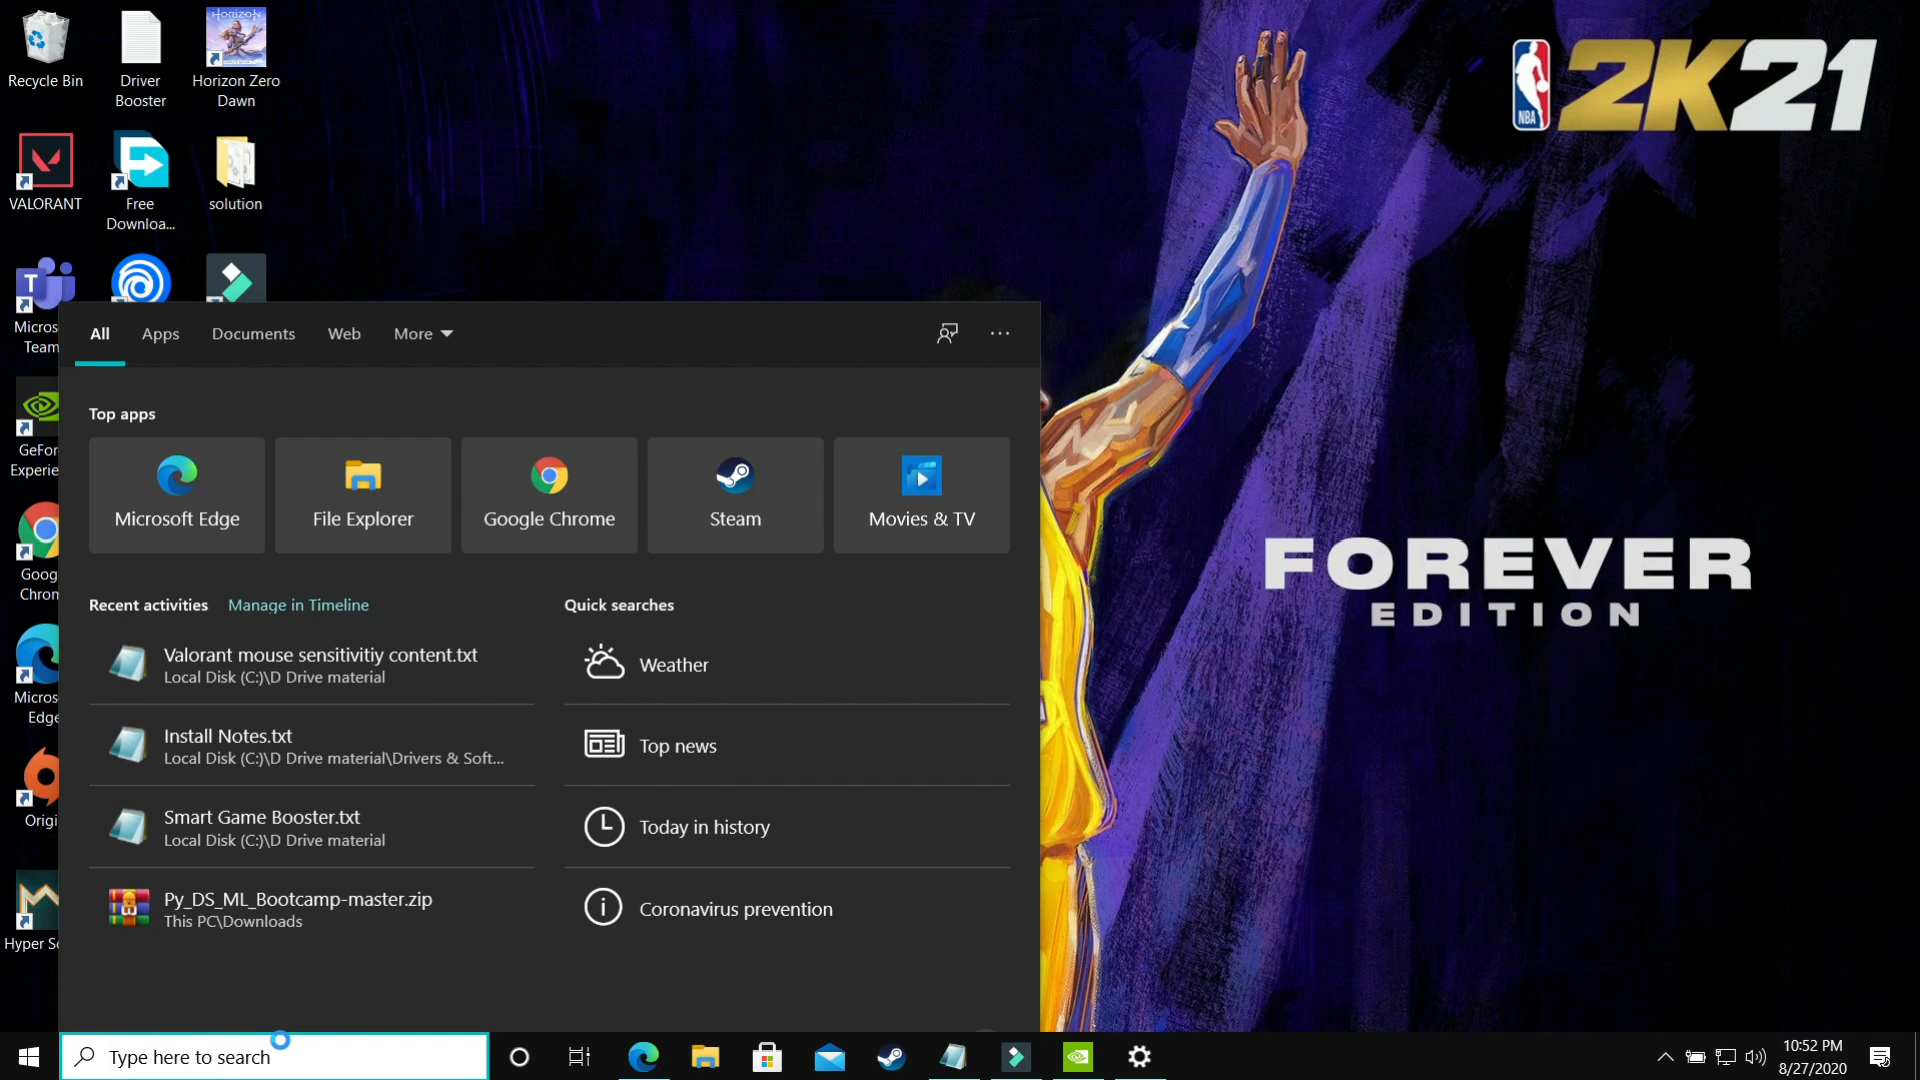 Recycle Bin
Driver
Booster
Horizon Zero
Dawn
VALORANT
Free
Downloa...
solution
Micros
Team
GeFor
Experie
Goog
Chron
Micros
Edge
Origi
Hyper Sc
HORIZON
NBA
2K21
FOREVER
EDITION
All
Apps
Documents
Web
More
Top apps
Microsoft Edge
File Explorer
Google Chrome
Steam
Movies & TV
Recent activities
Manage in Timeline
Valorant mouse sensitivitiy content.txt
Local Disk (C:)\D Drive material
Install Notes.txt
Local Disk (C:)\D Drive material\Drivers & Soft...
Smart Game Booster.txt
Local Disk (C:)\D Drive material
Py_DS_ML_Bootcamp-master.zip
This PC\Downloads
Quick searches
Weather
Top news
Today in history
Coronavirus prevention
Type here to search
10:52 PM
8/27/2020